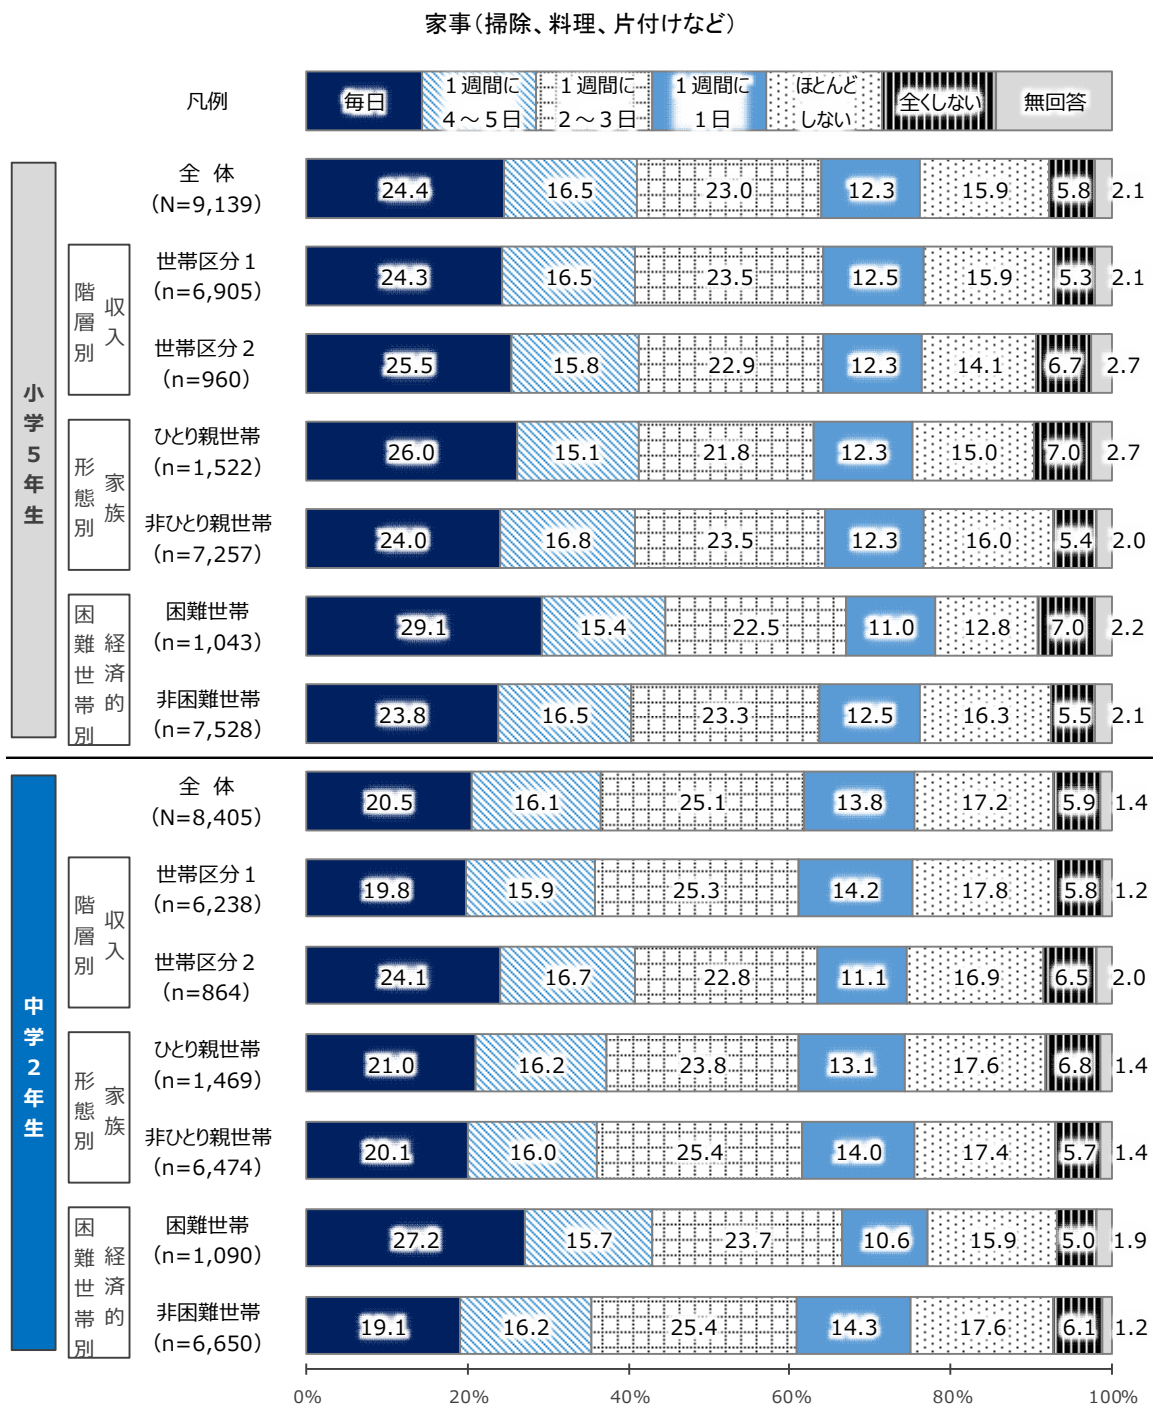 家事（掃除、料理、片付けなど）
凡例
毎日
１週間に
４～５日
１週間に
２～３日
１週間に
１日
ほとんど
しない
全くしない
無回答
小学５年生
全 体
（N=9,139）
24.4 16.5 23.0 12.3 15.9 5.8 2.1
収入
階層別
世帯区分１
（n=6,905）
24.3 16.5 23.5 12.5 15.9 5.3 2.1
世帯区分２
（n=960）
25.5 15.8 22.9 12.3 14.1 6.7 2.7
家族
形態別
ひとり親世帯
（n=1,522）
26.0 15.1 21.8 12.3 15.0 7.0 2.7
非ひとり親世帯
（n=7,257）
24.0 16.8 23.5 12.3 16.0 5.4 2.0
経済的
困難世帯別
困難世帯
（n=1,043）
29.1 15.4 22.5 11.0 12.8 7.0 2.2
非困難世帯
（n=7,528）
23.8 16.5 23.3 12.5 16.3 5.5 2.1
中学２年生
全 体
（N=8,405）
20.5 16.1 25.1 13.8 17.2 5.9 1.4
収入
階層別
世帯区分１
（n=6,238）
19.8 15.9 25.3 14.2 17.8 5.8 1.2
世帯区分２
（n=864）
24.1 16.7 22.8 11.1 16.9 6.5 2.0
家族
形態別
ひとり親世帯
（n=1,469）
21.0 16.2 23.8 13.1 17.6 6.8 1.4
非ひとり親世帯
（n=6,474）
20.1 16.0 25.4 14.0 17.4 5.7 1.4
経済的
困難世帯別
困難世帯
（n=1,090）
27.2 15.7 23.7 10.6 15.9 5.0 1.9
非困難世帯
（n=6,650）
19.1 16.2 25.4 14.3 17.6 6.1 1.2
0% 20% 40% 60% 80% 100%